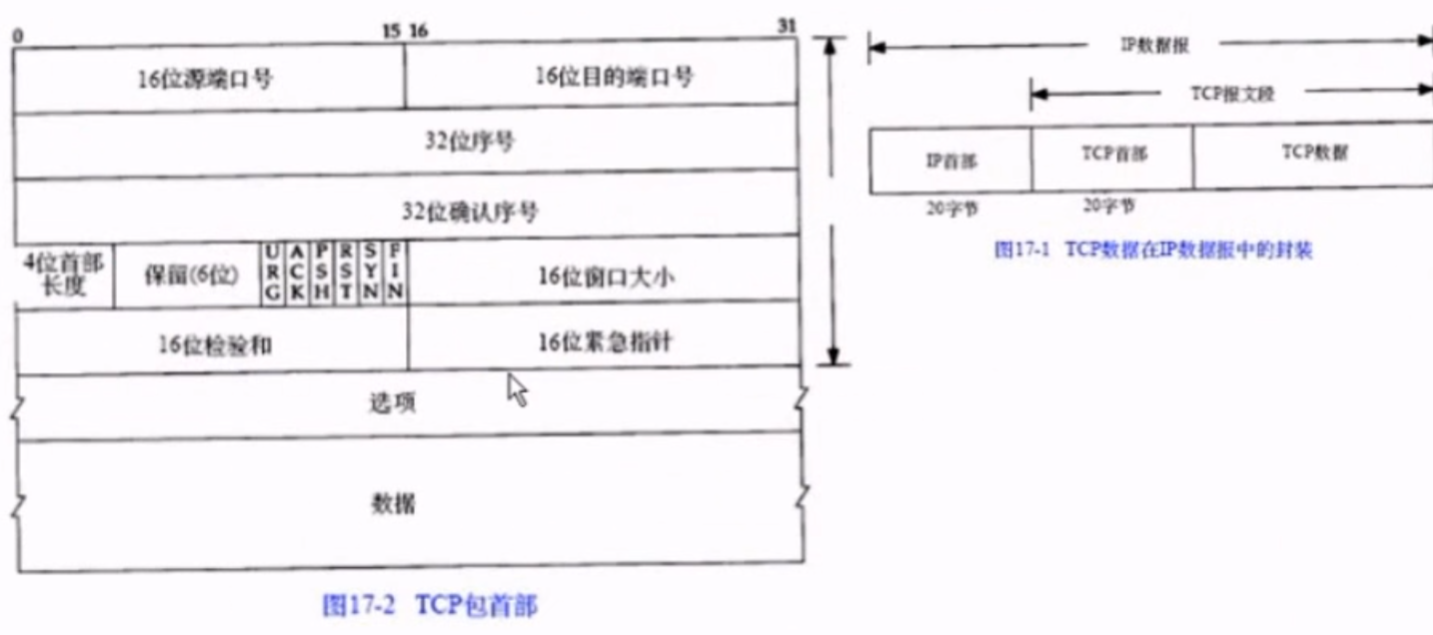 0 15 16 31
16位源端口号 16位目的端口号
32位序号
32位确认序号
4位首部长度 保留(6位) URG ACK PSH RST SYN FIN 16位窗口大小
16位检验和 16位紧急指针
选项
数据
图17-2 TCP包首部
IP数据报
TCP报文段
IP首部 TCP首部 TCP数据
20字节 20字节
图17-1 TCP数据在IP数据报中的封装